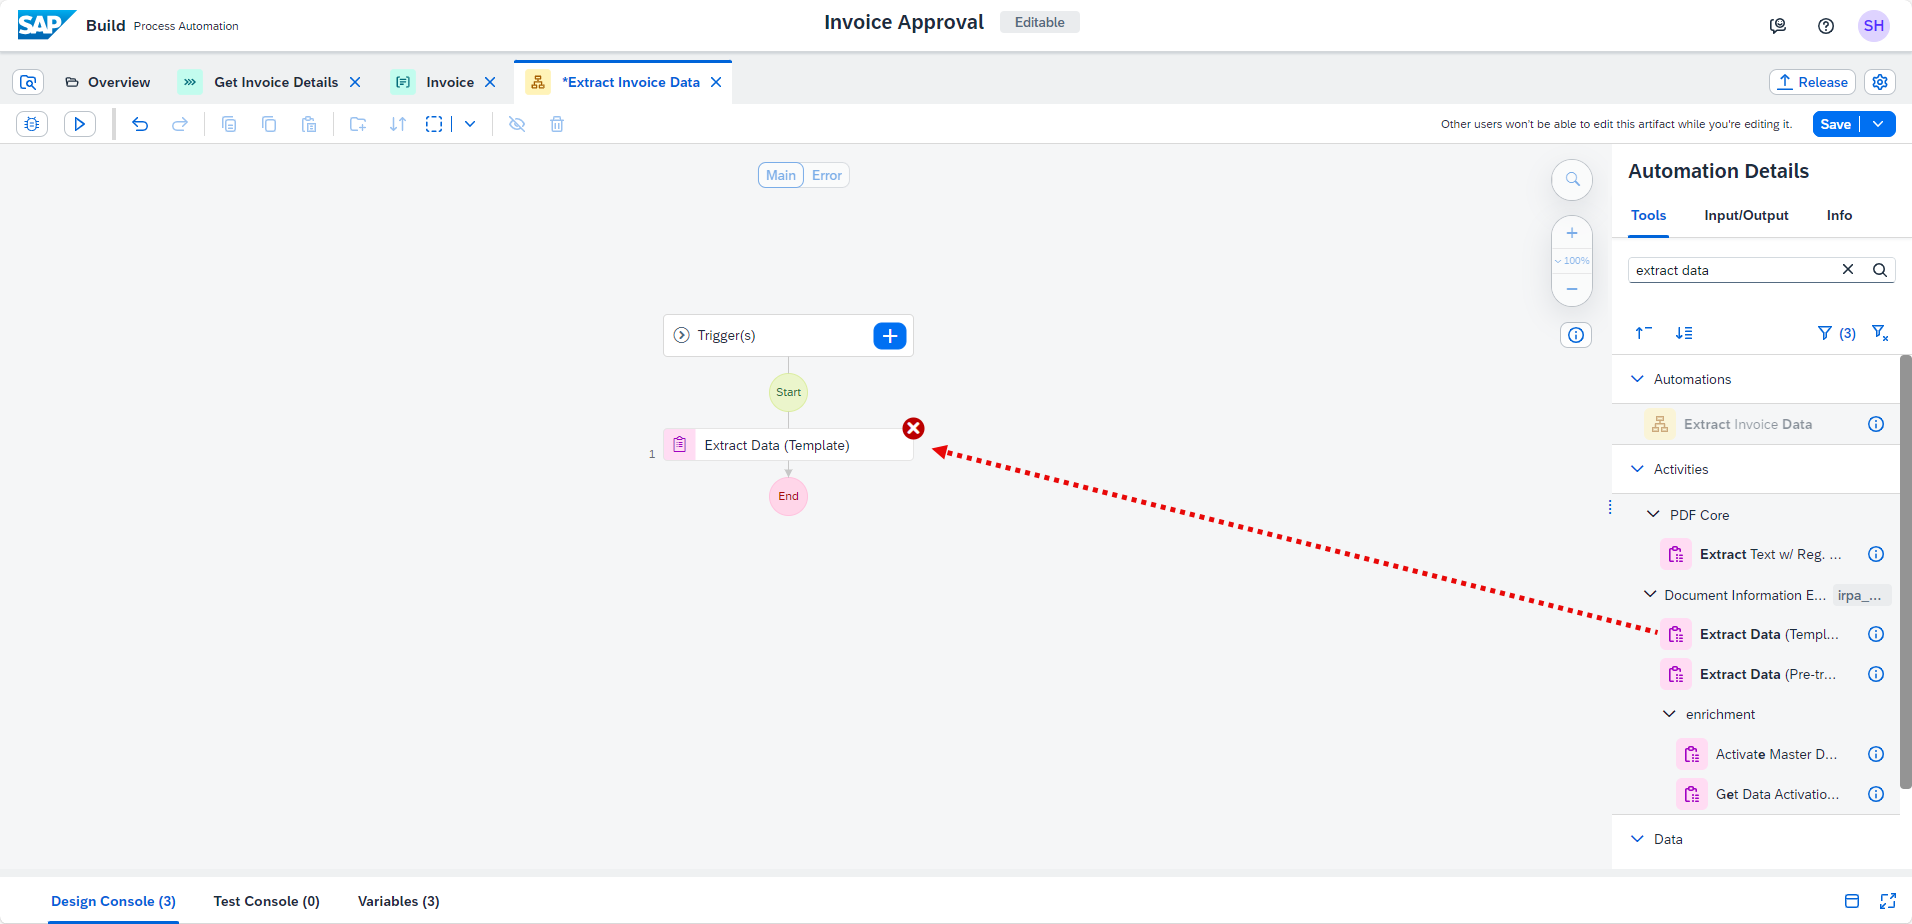 SAP Build Process Automation
Invoice Approval Editable
SH
Overview Get Invoice Details Invoice *Extract Invoice Data
Release
Other users won't be able to edit this artifact while you're editing it. Save
Main Error
100%
Trigger(s)
Start
1 Extract Data (Template)
End
Automation Details
Tools Input/Output Info
extract data
(3)
Automations
Extract Invoice Data
Activities
PDF Core
Extract Text w/ Reg. ...
Document Information E... irpa_...
Extract Data (Templ...
Extract Data (Pre-tr...
enrichment
Activate Master D...
Get Data Activatio...
Data
Design Console (3) Test Console (0) Variables (3)